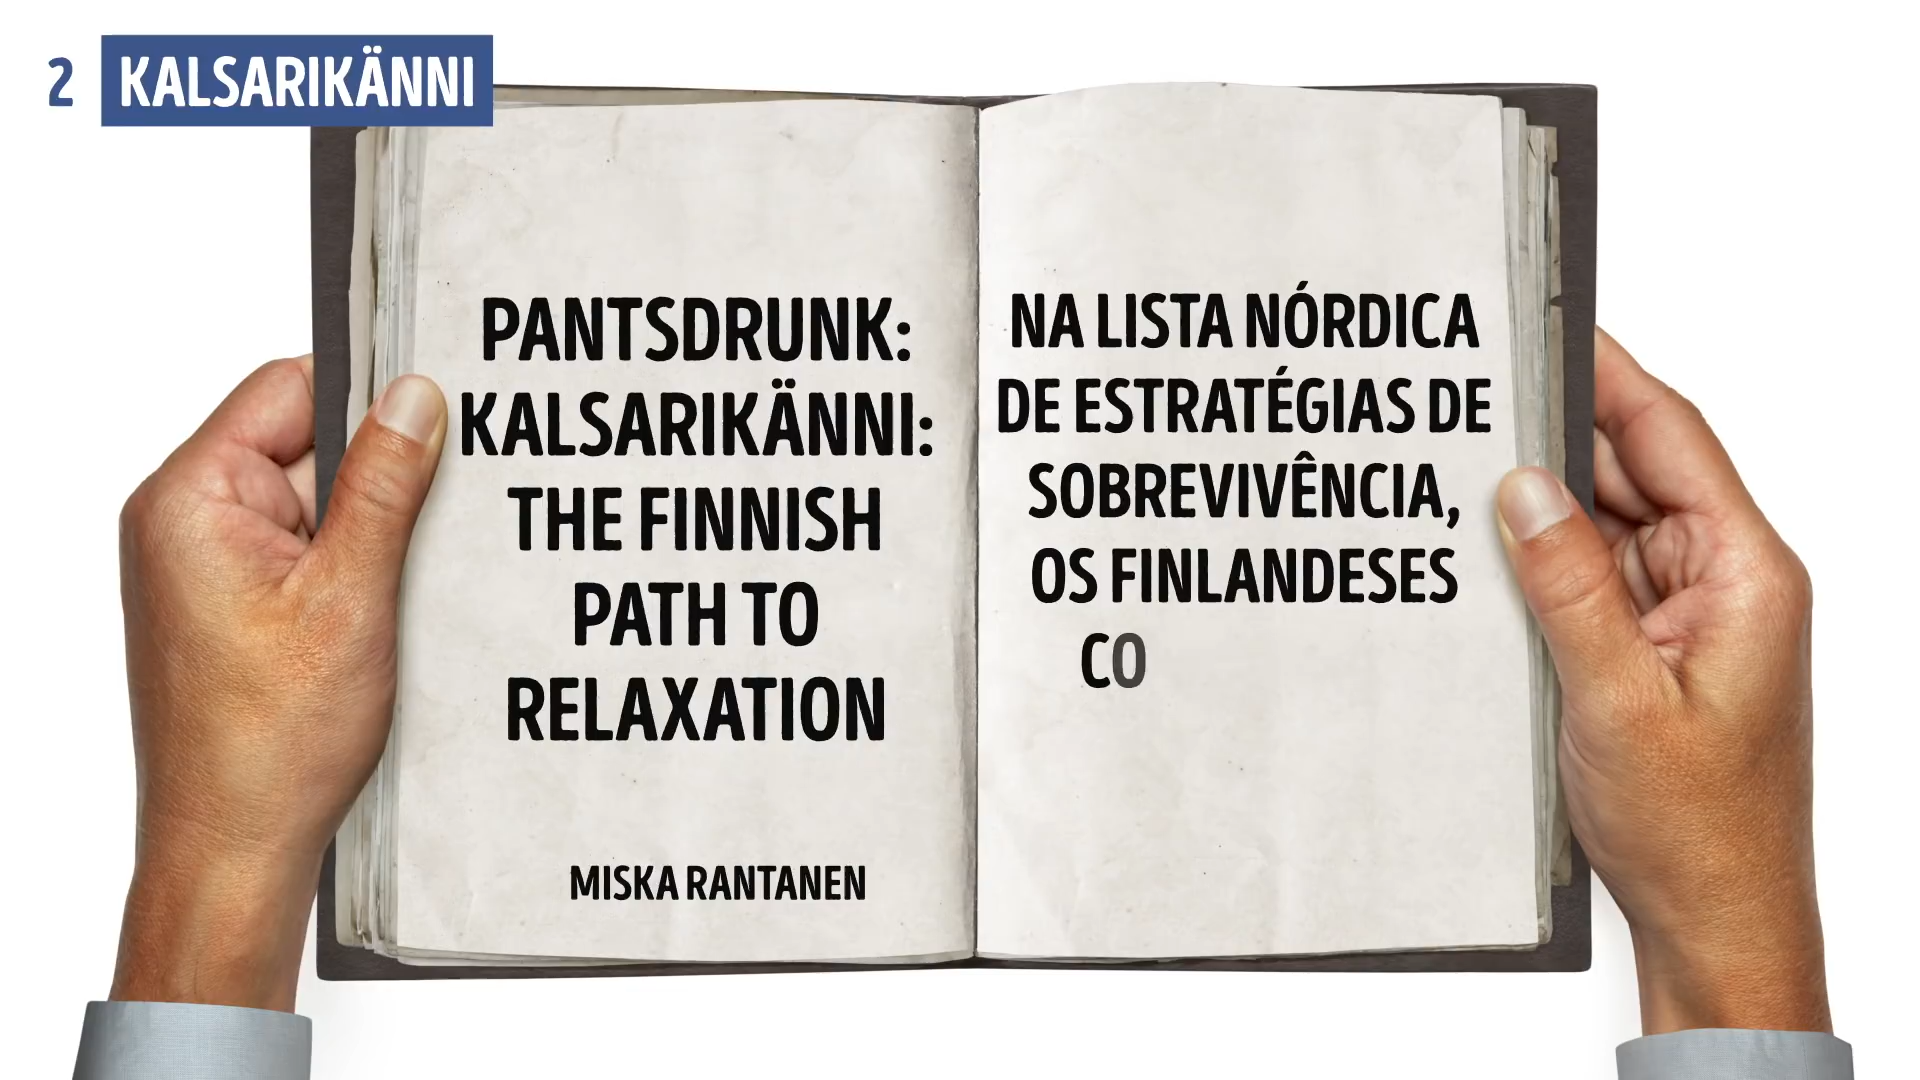 2 KALSARIKÄNNI
PANTSDRUNK:
KALSARIKÄNNI:
THE FINNISH
PATH TO
RELAXATION
MISKA RANTANEN
NA LISTA NÓRDICA
DE ESTRATÉGIAS DE
SOBREVIVÊNCIA,
OS FINLANDESES
CO